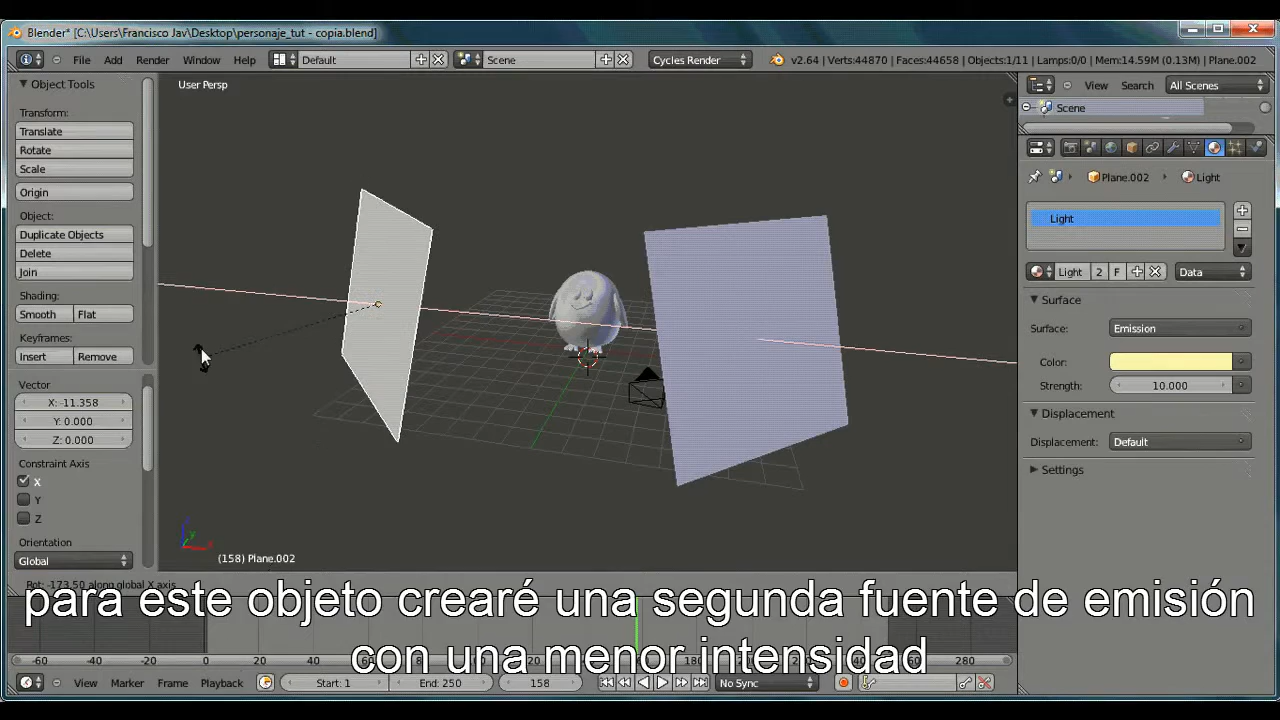 Blender* [C:\Users\Francisco Jav\Desktop\personaje_tut - copia.blend]
File Add Render Window Help Default Scene Cycles Render v2.64 | Verts:44870 | Faces:44658 | Objects:1/11 | Lamps:0/0 | Mem:14.59M (0.13M) | Plane.002
Object Tools
Transform:
Translate
Rotate
Scale
Origin
Object:
Duplicate Objects
Delete
Join
Shading:
Smooth Flat
Keyframes:
Insert Remove
Vector
X: -11.358
Y: 0.000
Z: 0.000
Constraint Axis
X
Y
Z
Orientation
Global
User Persp
(158) Plane.002
Rot: -173.50 along global X axis
View Search All Scenes
Scene
Plane.002 Light
Light
Light 2 F Data
Surface
Surface: Emission
Color:
Strength: 10.000
Displacement
Displacement: Default
Settings
para este objeto crearé una segunda fuente de emisión
con una menor intensidad
-60 -40 -20 0 20 40 60 280
View Marker Frame Playback Start: 1 End: 250 158 No Sync